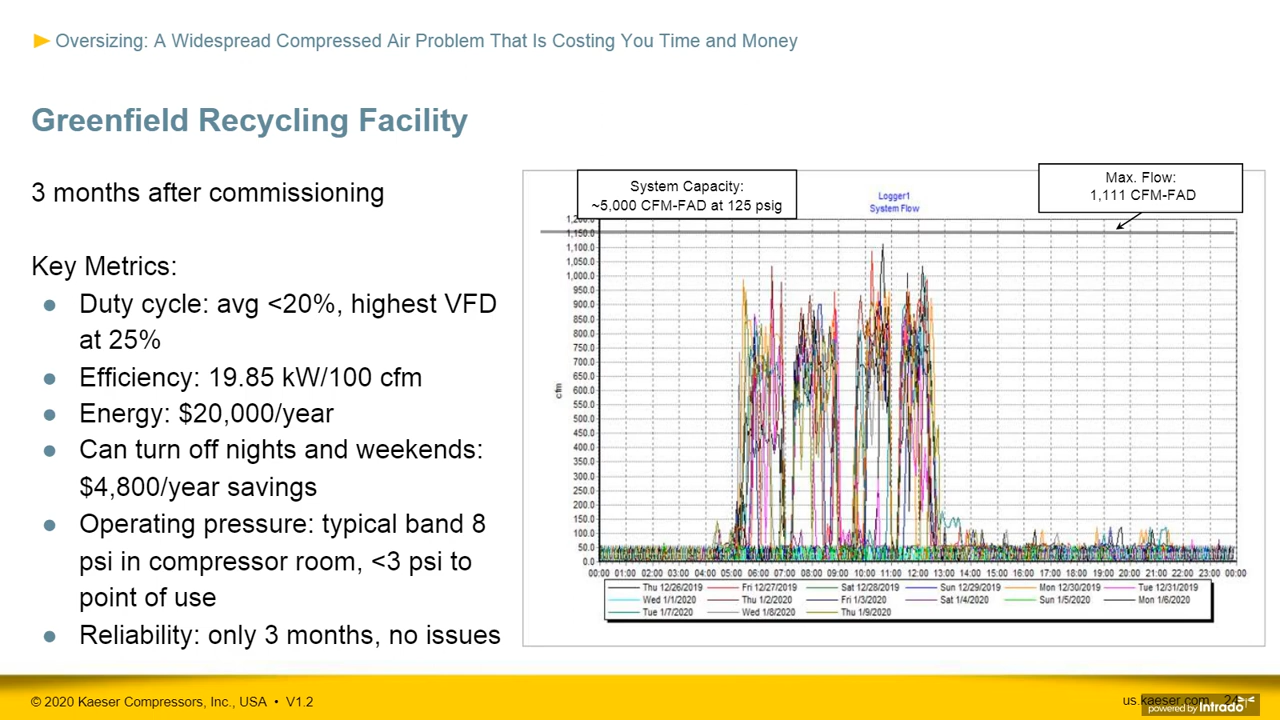 Oversizing: A Widespread Compressed Air Problem That Is Costing You Time and Money
Greenfield Recycling Facility
3 months after commissioning
Key Metrics:
● Duty cycle: avg <20%, highest VFD
at 25%
● Efficiency: 19.85 kW/100 cfm
● Energy: $20,000/year
● Can turn off nights and weekends:
$4,800/year savings
● Operating pressure: typical band 8
psi in compressor room, <3 psi to
point of use
● Reliability: only 3 months, no issues
System Capacity:
~5,000 CFM-FAD at 125 psig
Logger1
System Flow
Max. Flow:
1,111 CFM-FAD
cfm
1,150.0
1,100.0
1,050.0
1,000.0
950.0
900.0
850.0
800.0
750.0
700.0
650.0
600.0
550.0
500.0
450.0
400.0
350.0
300.0
250.0
200.0
150.0
100.0
50.0
0.0
00:00 01:00 02:00 03:00 04:00 05:00 06:00 07:00 08:00 09:00 10:00 11:00 12:00 13:00 14:00 15:00 16:00 17:00 18:00 19:00 20:00 21:00 22:00 23:00 00:00
Thu 12/26/2019 Fri 12/27/2019 Sat 12/28/2019 Sun 12/29/2019 Mon 12/30/2019 Tue 12/31/2019
Wed 1/1/2020 Thu 1/2/2020 Fri 1/3/2020 Sat 1/4/2020 Sun 1/5/2020 Mon 1/6/2020
Tue 1/7/2020 Wed 1/8/2020 Thu 1/9/2020
© 2020 Kaeser Compressors, Inc., USA • V1.2
us.kaeser.com
powered by intrado